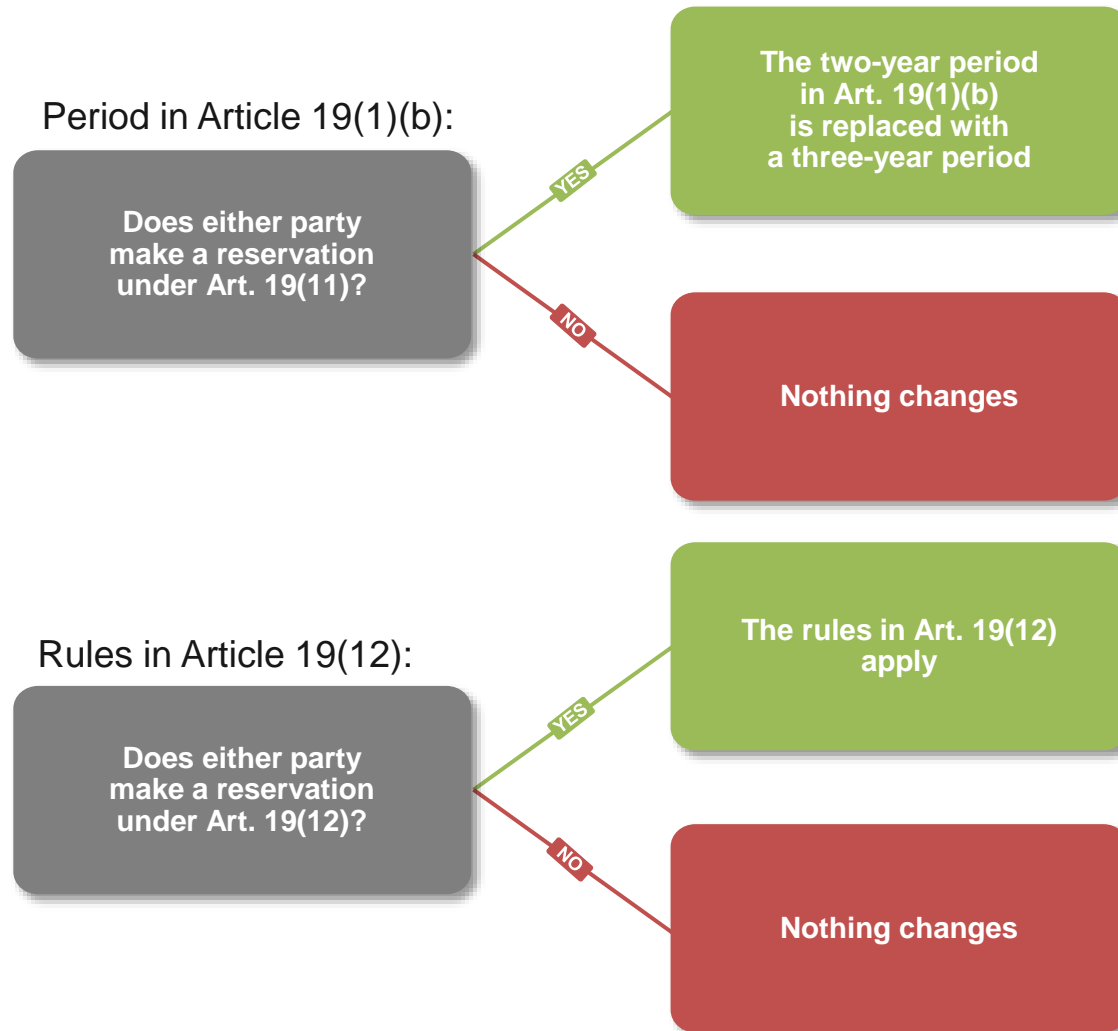 Period in Article 19(1)(b):
Does either party
make a reservation
under Art. 19(11)?
YES
The two-year period
in Art. 19(1)(b)
is replaced with
a three-year period
NO
Nothing changes
Rules in Article 19(12):
Does either party
make a reservation
under Art. 19(12)?
YES
The rules in Art. 19(12)
apply
NO
Nothing changes